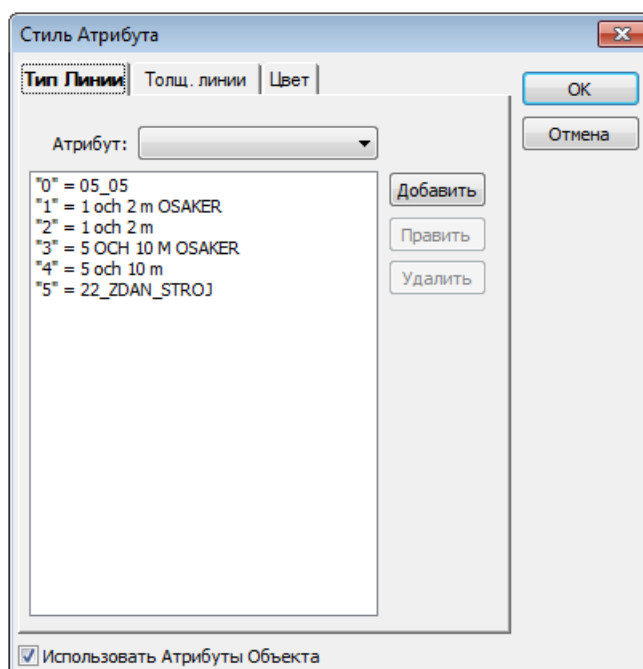 Стиль Атрибута
Тип Линии Толщ. линии Цвет
OK
Отмена
Атрибут:
"0" = 05_05
"1" = 1 och 2 m OSAKER
"2" = 1 och 2 m
"3" = 5 OCH 10 M OSAKER
"4" = 5 och 10 m
"5" = 22_ZDAN_STROJ
Добавить
Править
Удалить
Использовать Атрибуты Объекта